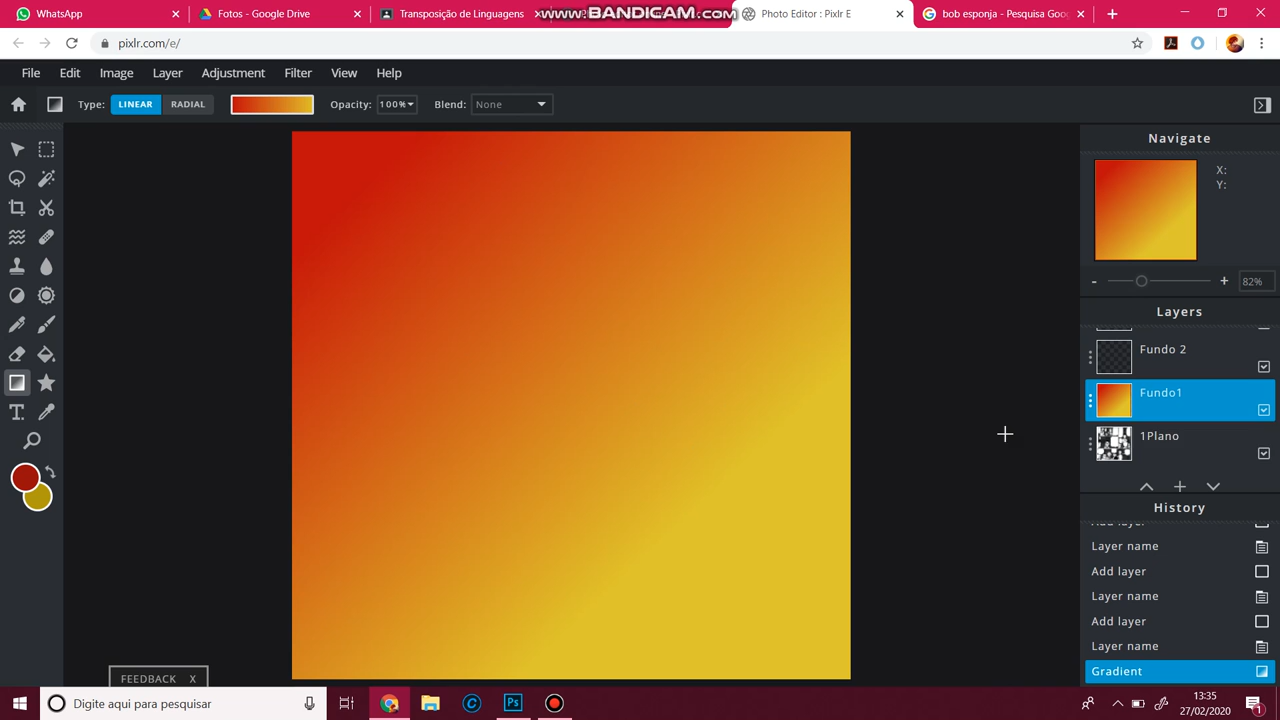 WhatsApp
Fotos - Google Drive
Transposição de Linguagens
www.BANDICAM.com
Photo Editor : Pixlr E
bob esponja - Pesquisa Goo
pixlr.com/e/
File Edit Image Layer Adjustment Filter View Help
Type: LINEAR RADIAL Opacity: 100% Blend: None
Navigate
X:
Y:
82%
Layers
Fundo 2
Fundo1
1Plano
History
Add layer
Layer name
Add layer
Layer name
Add layer
Layer name
Gradient
FEEDBACK X
Digite aqui para pesquisar
13:35
27/02/2020